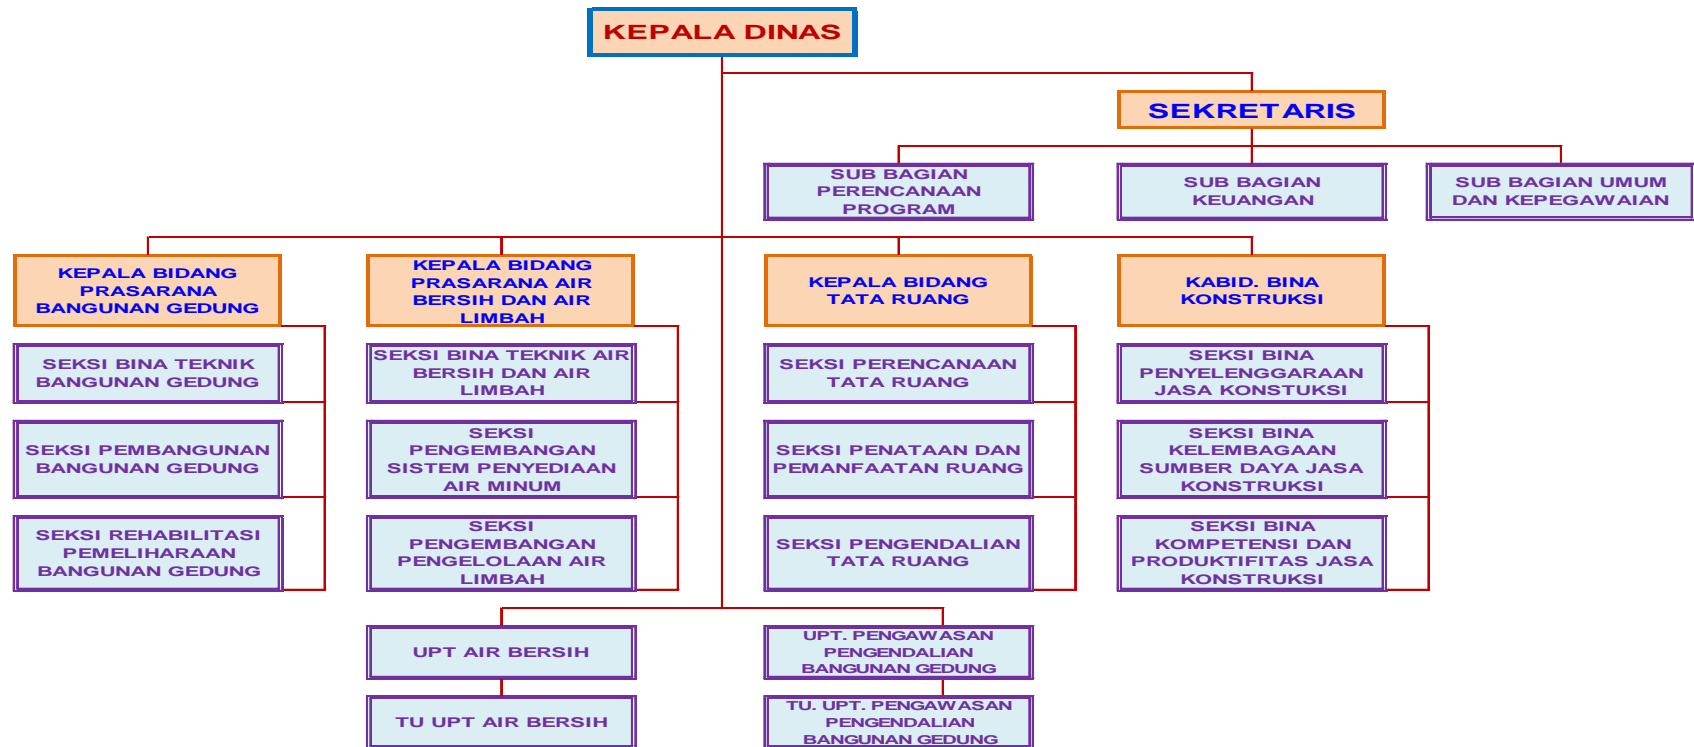 KEPALA DINAS
SEKRETARIS
SUB BAGIAN
PERENCANAAN
PROGRAM
SUB BAGIAN
KEUANGAN
SUB BAGIAN UMUM
DAN KEPEGAWAIAN
KEPALA BIDANG
PRASARANA
BANGUNAN GEDUNG
KEPALA BIDANG
PRASARANA AIR
BERSIH DAN AIR
LIMBAH
KEPALA BIDANG
TATA RUANG
KABID. BINA
KONSTRUKSI
SEKSI BINA TEKNIK
BANGUNAN GEDUNG
SEKSI BINA TEKNIK AIR
BERSIH DAN AIR
LIMBAH
SEKSI PERENCANAAN
TATA RUANG
SEKSI BINA
PENYELENGGARAAN
JASA KONSTUKSI
SEKSI PEMBANGUNAN
BANGUNAN GEDUNG
SEKSI
PENGEMBANGAN
SISTEM PENYEDIAAN
AIR MINUM
SEKSI PENATAAN DAN
PEMANFAATAN RUANG
SEKSI BINA
KELEMBAGAAN
SUMBER DAYA JASA
KONSTRUKSI
SEKSI REHABILITASI
PEMELIHARAAN
BANGUNAN GEDUNG
SEKSI
PENGEMBANGAN
PENGELOLAAN AIR
LIMBAH
SEKSI PENGENDALIAN
TATA RUANG
SEKSI BINA
KOMPETENSI DAN
PRODUKTIFITAS JASA
KONSTRUKSI
UPT AIR BERSIH
UPT. PENGAWASAN
PENGENDALIAN
BANGUNAN GEDUNG
TU UPT AIR BERSIH
TU. UPT. PENGAWASAN
PENGENDALIAN
BANGUNAN GEDUNG